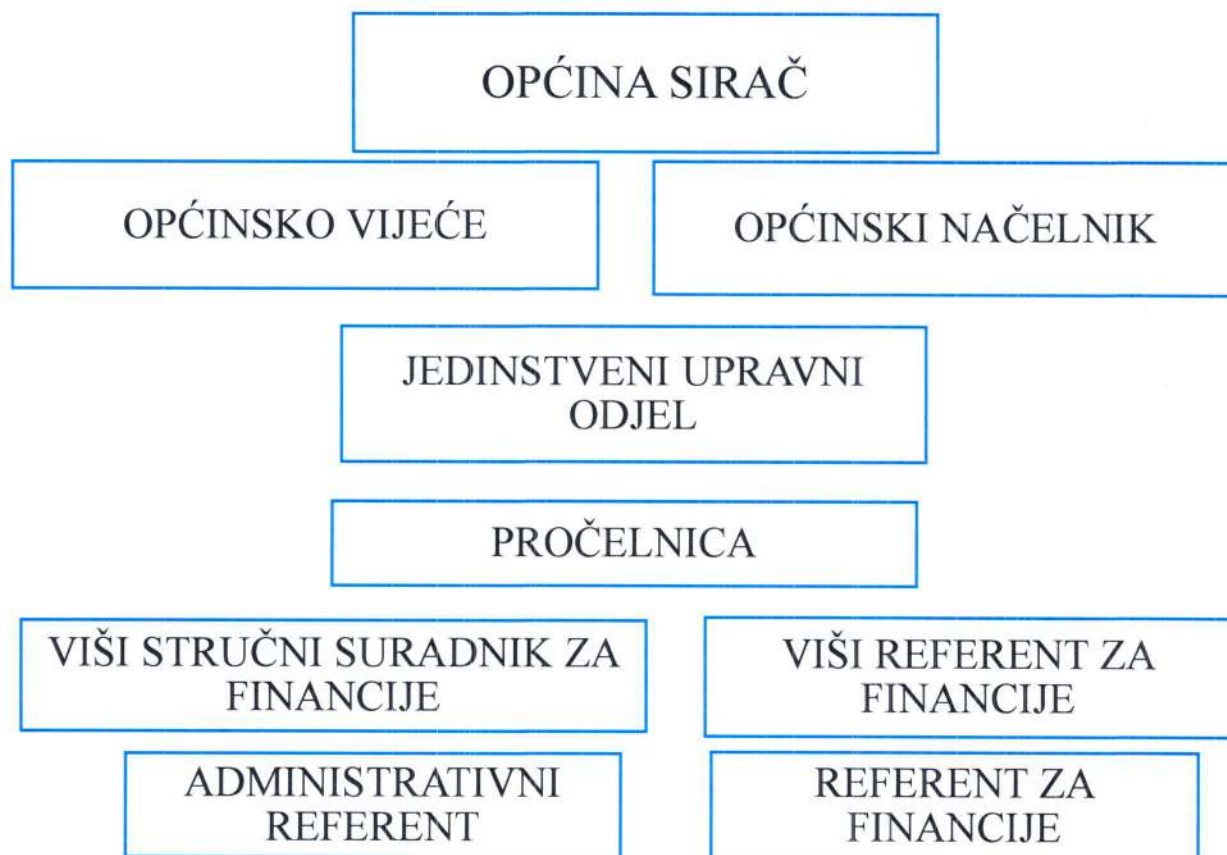 OPĆINA SIRAČ
OPĆINSKO VIJEĆE
OPĆINSKI NAČELNIK
JEDINSTVENI UPRAVNI
ODJEL
PROČELNICA
VIŠI STRUČNI SURADNIK ZA
FINANCIJE
VIŠI REFERENT ZA
FINANCIJE
ADMINISTRATIVNI
REFERENT
REFERENT ZA
FINANCIJE